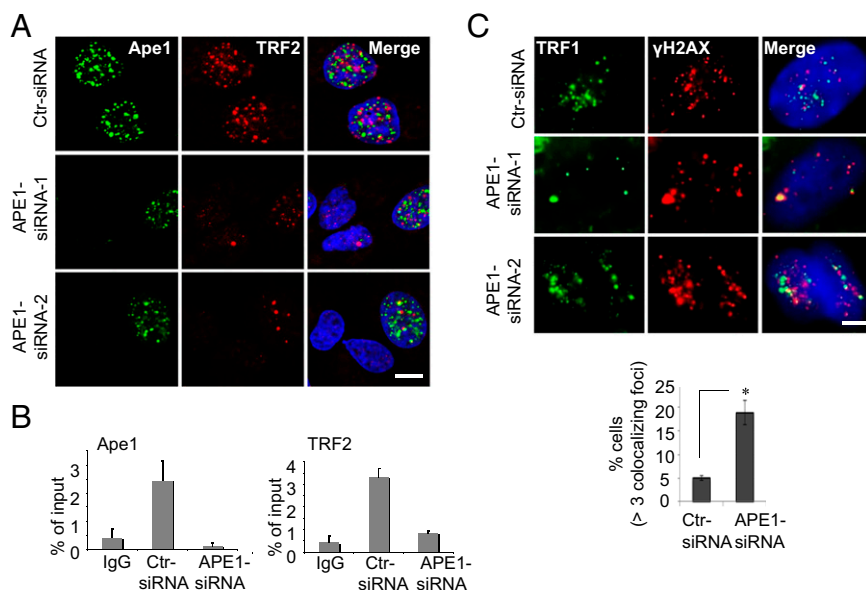 A
Ape1 TRF2 Merge
Ctr-siRNA
APE1-
siRNA-1
APE1-
siRNA-2
B
Ape1
% of input
3
2
1
0
IgG Ctr- APE1-
siRNA siRNA
TRF2
% of input
4
3
2
1
0
IgG Ctr- APE1-
siRNA siRNA
C
TRF1 γH2AX Merge
Ctr-siRNA
APE1-
siRNA-1
APE1-
siRNA-2
% cells
(> 3 colocalizing foci)
25
20
15
10
5
0
*
Ctr- APE1-
siRNA siRNA